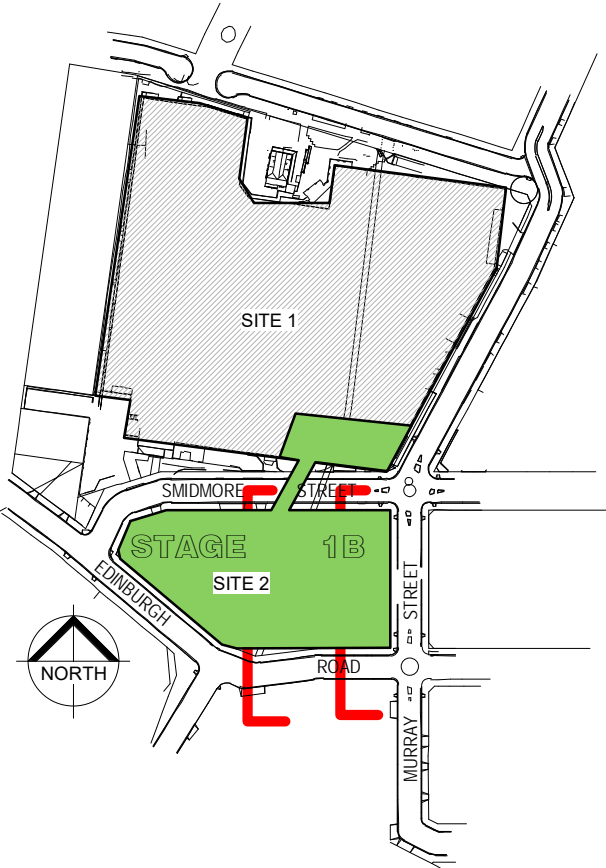 SITE 1
SMIDMORE STREET
STAGE 1B
SITE 2
EDINBURGH
ROAD
STREET
MURRAY
NORTH